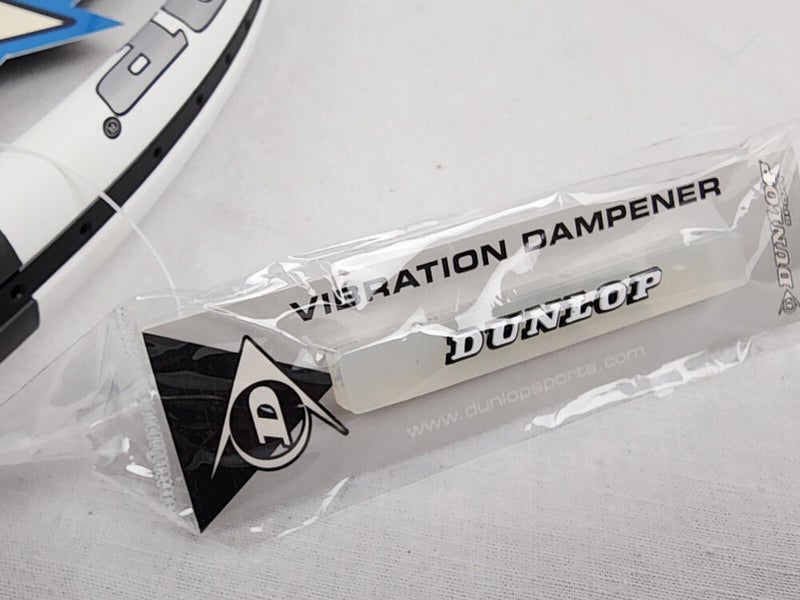 VIBRATION DAMPENER
DUNLOP
www.dunlopsports.com
D
DUNLOP